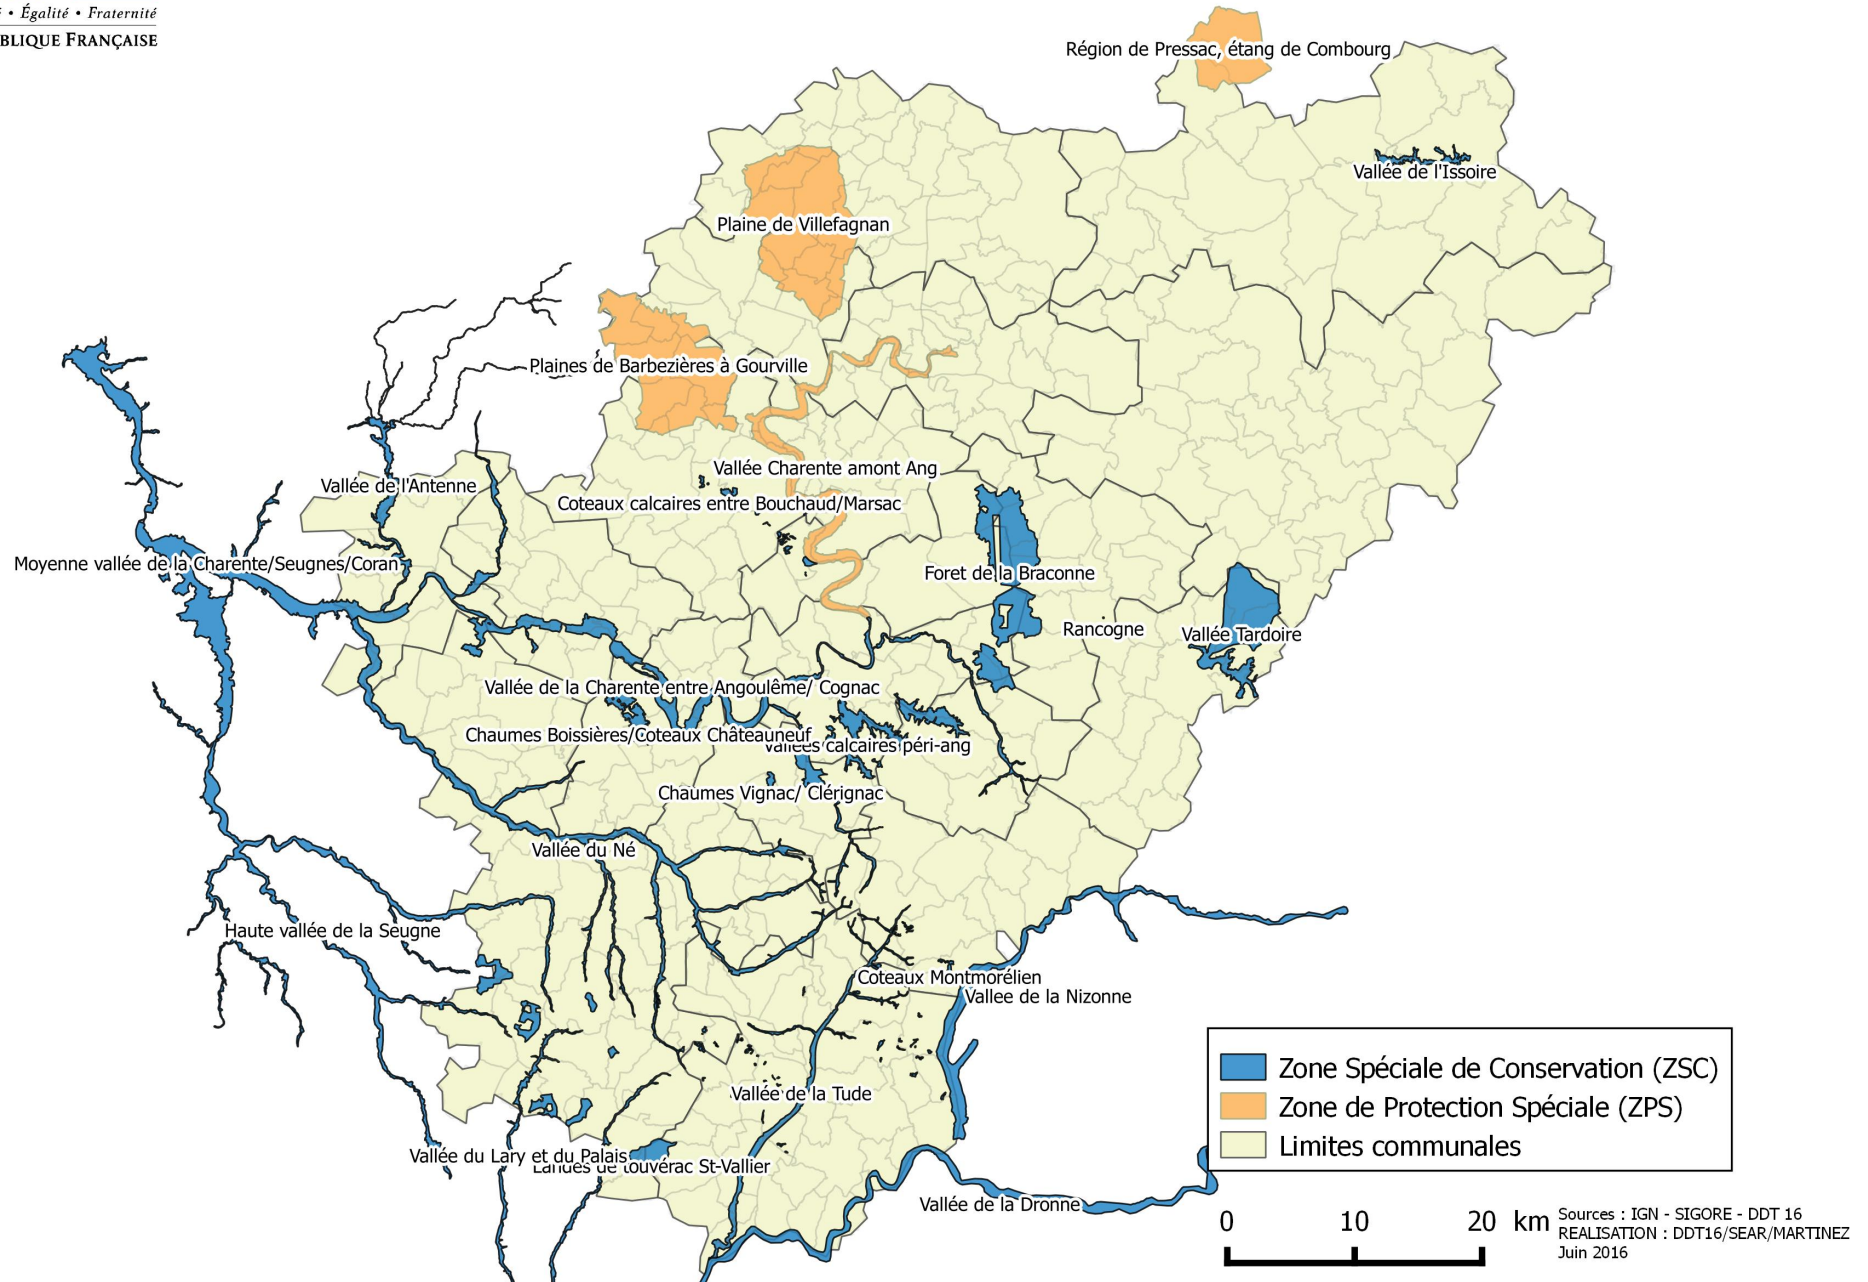 • Égalité • Fraternité
BLIQUE FRANÇAISE
Région de Pressac, étang de Combourg
Vallée de l'Issoire
Plaine de Villefagnan
Plaines de Barbezières à Gourville
Vallée Charente amont Ang
Vallée de l'Antenne
Coteaux calcaires entre Bouchaud/Marsac
Moyenne vallée de la Charente/Seugnes/Coran
Foret de la Braconne
Rancogne
Vallée Tardoire
Vallée de la Charente entre Angoulême/ Cognac
Chaumes Boissières/Coteaux Châteauneuf
Vallées calcaires péri-ang
Chaumes Vignac/ Clérignac
Vallée du Né
Haute vallée de la Seugne
Coteaux Montmorélien
Vallee de la Nizonne
Vallée de la Tude
Vallée du Lary et du Palais
Landes de touvérac St-Vallier
Vallée de la Dronne
Zone Spéciale de Conservation (ZSC)
Zone de Protection Spéciale (ZPS)
Limites communales
0 10 20 km
Sources : IGN - SIGORE - DDT 16
REALISATION : DDT16/SEAR/MARTINEZ
Juin 2016